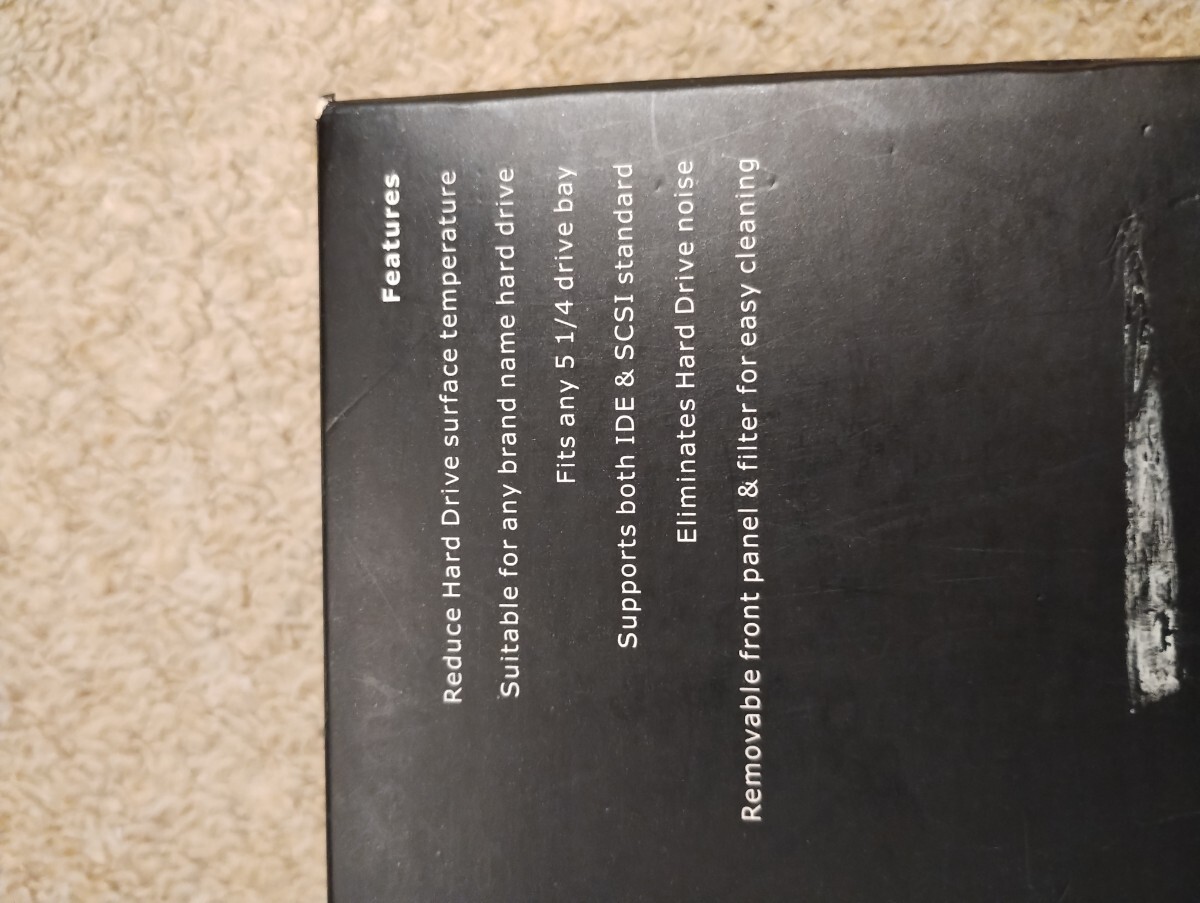 Features
Reduce Hard Drive surface temperature
Suitable for any brand name hard drive
Fits any 5 1/4 drive bay
Supports both IDE & SCSI standard
Eliminates Hard Drive noise
Removable front panel & filter for easy cleaning